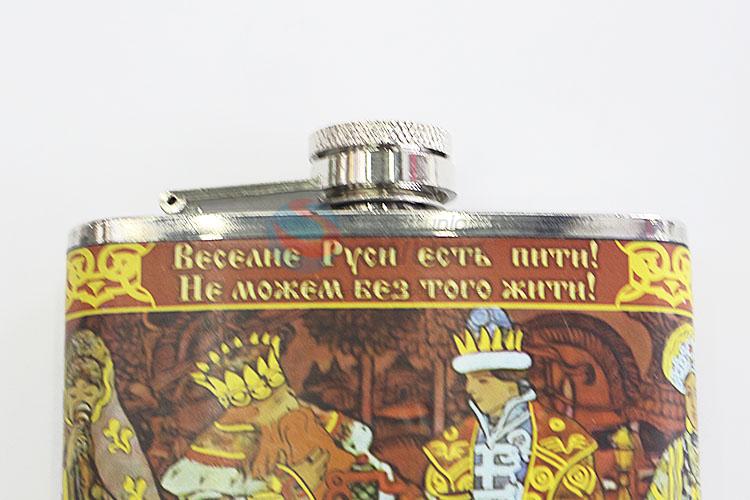 Веселие Руси есть пити!
Не можем без того жити!